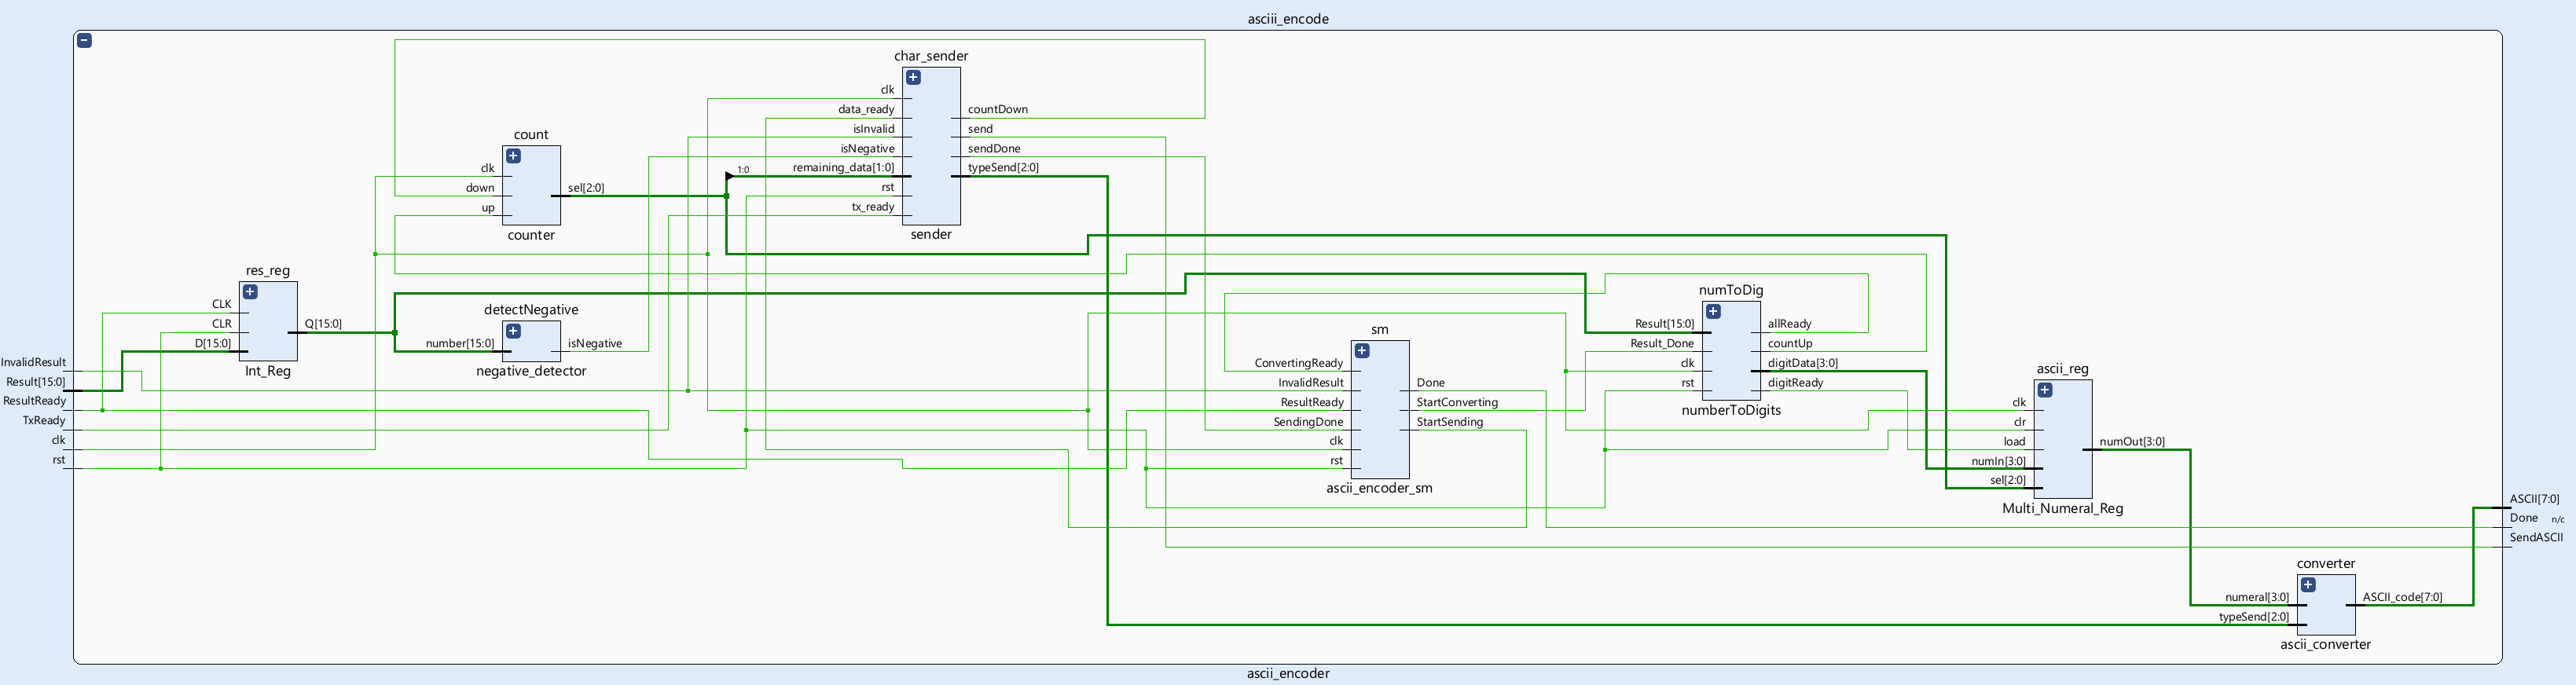 asciii_encode
char_sender
clk
data_ready
isInvalid
isNegative
remaining_data[1:0]
rst
tx_ready
countDown
send
sendDone
typeSend[2:0]
sender
1:0
count
clk
down
up
sel[2:0]
counter
res_reg
CLK
CLR
D[15:0]
Q[15:0]
Int_Reg
detectNegative
number[15:0]
isNegative
negative_detector
InvalidResult
Result[15:0]
ResultReady
TxReady
clk
rst
sm
ConvertingReady
InvalidResult
ResultReady
SendingDone
clk
rst
Done
StartConverting
StartSending
ascii_encoder_sm
numToDig
Result[15:0]
Result_Done
clk
rst
allReady
countUp
digitData[3:0]
digitReady
numberToDigits
ascii_reg
clk
clr
load
numIn[3:0]
sel[2:0]
numOut[3:0]
Multi_Numeral_Reg
ASCII[7:0]
Done n/c
SendASCII
converter
numeral[3:0]
typeSend[2:0]
ASCII_code[7:0]
ascii_converter
ascii_encoder